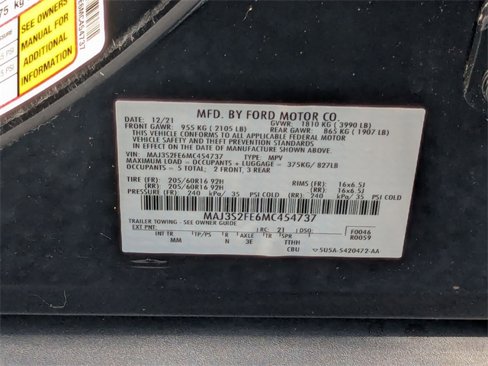 75 kg
SEE OWNERS
MANUAL FOR
ADDITIONAL
INFORMATION
MFD. BY FORD MOTOR CO.
DATE: 12/21 GVWR: 1810 KG ( 3990 LB)
FRONT GAWR: 955 KG ( 2105 LB) REAR GAWR: 865 KG ( 1907 LB)
THIS VEHICLE CONFORMS TO ALL APPLICABLE FEDERAL MOTOR
VEHICLE SAFETY AND THEFT PREVENTION STANDARDS
IN EFFECT ON THE DATE OF MANUFACTURE SHOWN ABOVE.
VIN: MAJ3S2FE6MC454737 TYPE: MPV
MAXIMUM LOAD = OCCUPANTS + LUGGAGE = 375KG/ 827LB
OCCUPANTS = 5 TOTAL; 2 FRONT, 3 REAR
TIRE (FR): 205/60R16 92H RIMS (FR): 16x6.5J
(RR): 205/60R16 92H (RR): 16x6.5J
PRESSURE (FR): 240 kPa/ 35 PSI COLD (RR): 240 kPa/ 35 PSI COLD
MAJ3S2FE6MC454737
TRAILER TOWING - SEE OWNER GUIDE
EXT PNT: RC: 21 DSO: F0046
R0059
INT TR TP/PS R AXLE TR SPR
MM N 3E TTHH
CBU 5U5A-5420472-AA